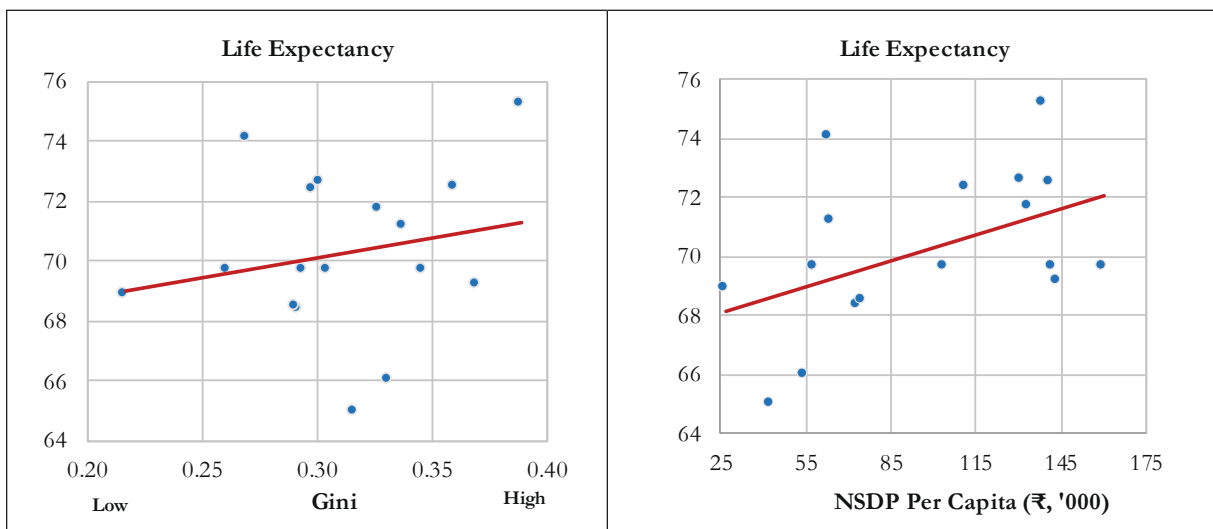 Life Expectancy
76
74
72
70
68
66
64
0.20 0.25 0.30 0.35 0.40
Low Gini High
Life Expectancy
76
74
72
70
68
66
64
25 55 85 115 145 175
NSDP Per Capita (₹, '000)